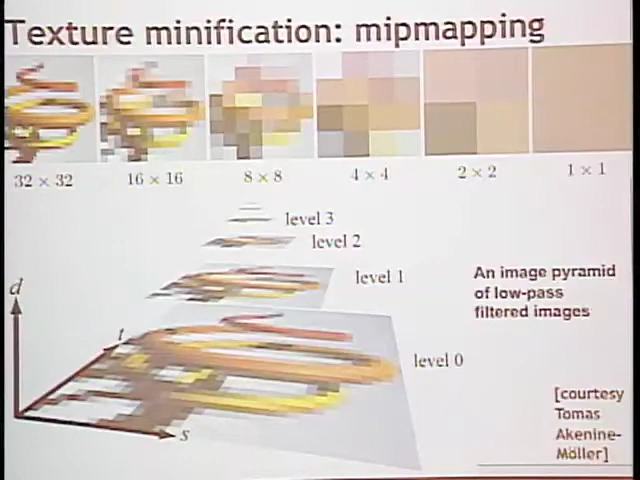 Texture minification: mipmapping
32 × 32
16 × 16
8 × 8
4 × 4
2 × 2
1 × 1
level 3
level 2
level 1
level 0
d
t
s
An image pyramid
of low-pass
filtered images
[courtesy
Tomas
Akenine-
Möller]